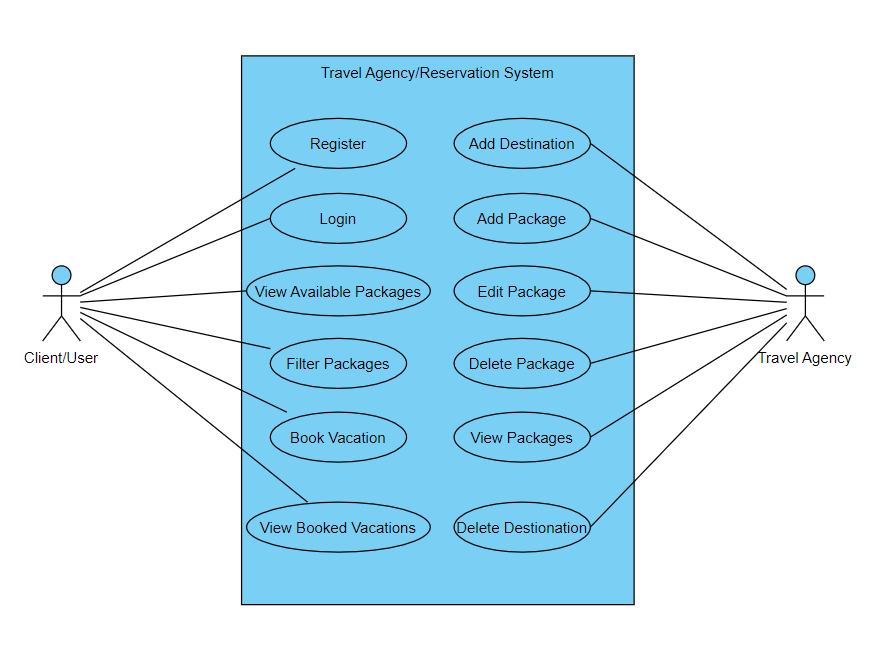 Travel Agency/Reservation System
Register
Add Destination
Login
Add Package
View Available Packages
Edit Package
Client/User
Travel Agency
Filter Packages
Delete Package
Book Vacation
View Packages
View Booked Vacations
Delete Destionation